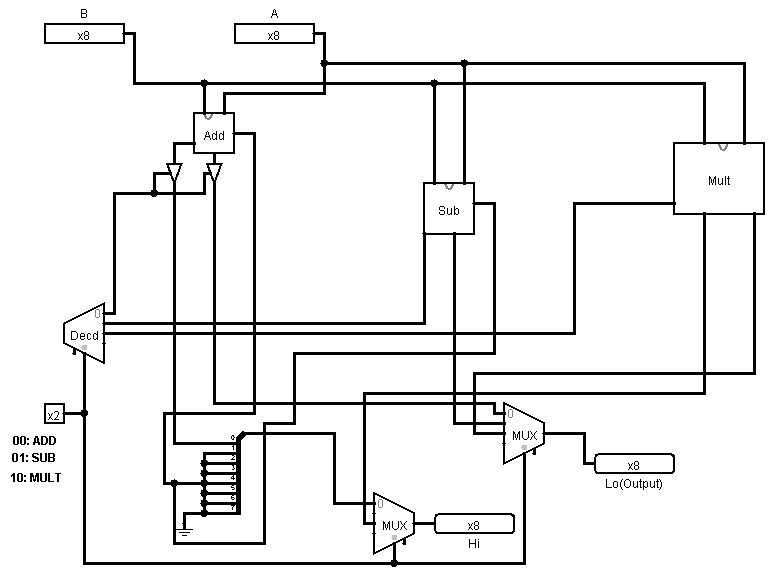 B
A
x8
x8
Add
Mult
Sub
0
Decd
x2
00: ADD
01: SUB
10: MULT
0
MUX
0
1
2
3
4
5
6
7
x8
Lo(Output)
0
MUX
x8
Hi